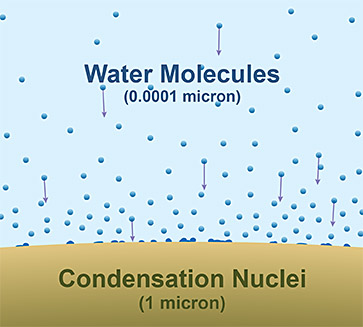 Water Molecules
(0.0001 micron)
Condensation Nuclei
(1 micron)